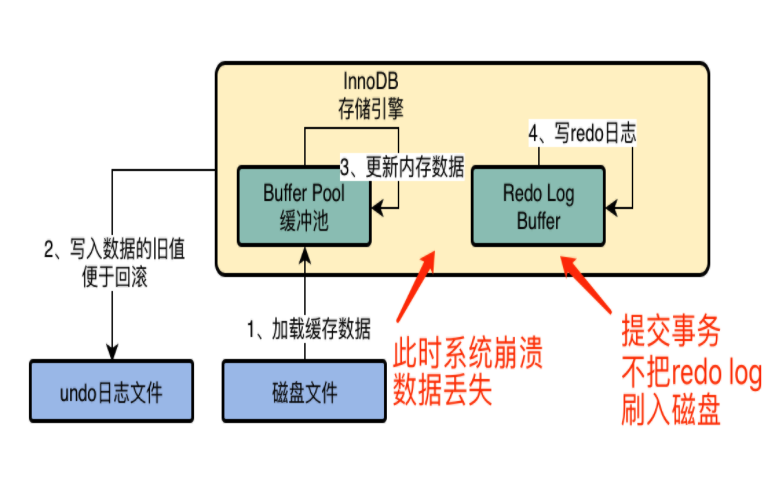 InnoDB
存储引擎
4、写redo日志
3、更新内存数据
Buffer Pool
缓冲池
Redo Log
Buffer
2、写入数据的旧值
便于回滚
1、加载缓存数据
此时系统崩溃
数据丢失
提交事务
不把redo log
刷入磁盘
undo日志文件
磁盘文件